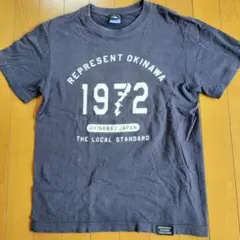 REPRESENT OKINAWA
1972
OKINAWA JAPAN
THE LOCAL STANDARD